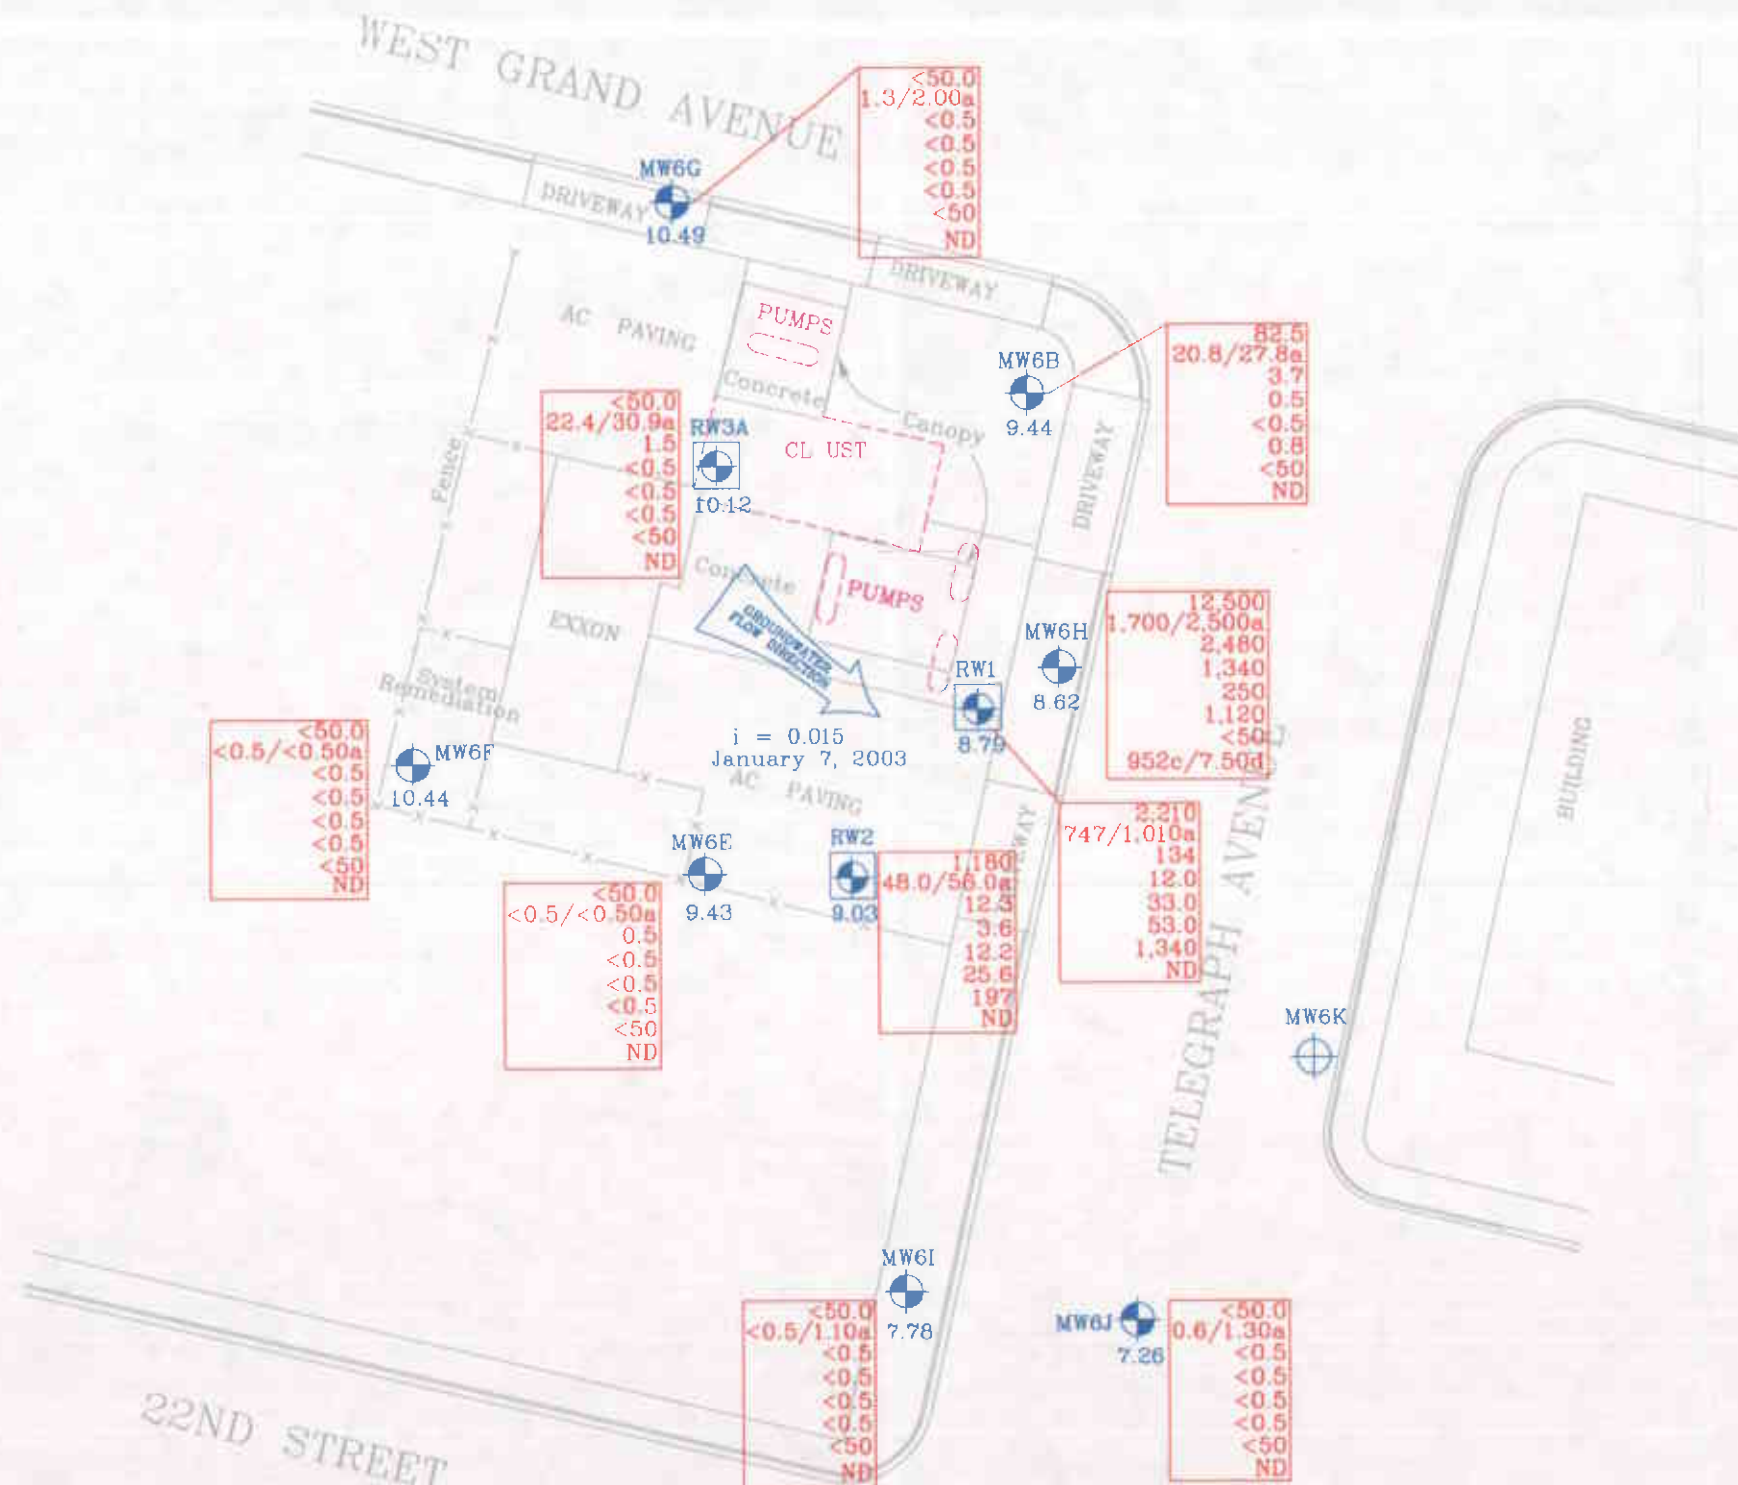 WEST GRAND AVENUE
<50.0
1.3/2.00a
<0.5
<0.5
<0.5
<0.5
<50
ND
MW6G
10.49
DRIVEWAY
DRIVEWAY
AC PAVING
PUMPS
Concrete
Canopy
MW6B
9.44
82.5
20.8/27.8a
3.7
0.5
<0.5
0.8
<50
ND
DRIVEWAY
Fence
<50.0
22.4/30.9a
1.5
<0.5
<0.5
<0.5
<50
ND
RW3A
10.12
CL UST
Concrete
PUMPS
EXXON
GROUNDWATER
FLOW DIRECTION
MW6H
8.62
12,500
1,700/2,500a
2,480
1,340
250
1,120
<50
952c/7.50d
RW1
8.79
System
Remediation
i = 0.015
January 7, 2003
AC PAVING
<50.0
<0.5/<0.50a
<0.5
<0.5
<0.5
<0.5
<50
ND
MW6F
10.44
BUILDING
2,210
747/1,010a
134
12.0
33.0
53.0
1,340
ND
EWAY
MW6E
9.43
<50.0
<0.5/<0.50a
0.5
<0.5
<0.5
<0.5
<50
ND
RW2
9.03
1,180
48.0/56.0a
12.3
3.6
12.2
25.6
197
ND
TELEGRAPH AVENUE
MW6K
MW6I
7.78
<50.0
<0.5/1.10a
<0.5
<0.5
<0.5
<0.5
<50
ND
MW6J
7.26
<50.0
0.6/1.30a
<0.5
<0.5
<0.5
<0.5
<50
ND
22ND STREET